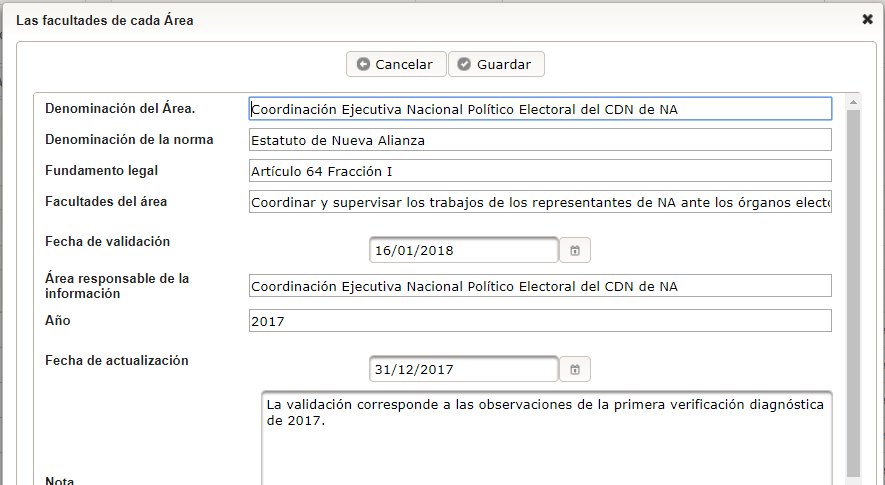 Las facultades de cada Área
Cancelar Guardar
Denominación del Área. Coordinación Ejecutiva Nacional Político Electoral del CDN de NA
Denominación de la norma Estatuto de Nueva Alianza
Fundamento legal Artículo 64 Fracción I
Facultades del área Coordinar y supervisar los trabajos de los representantes de NA ante los órganos electo
Fecha de validación 16/01/2018
Área responsable de la
información Coordinación Ejecutiva Nacional Político Electoral del CDN de NA
Año 2017
Fecha de actualización 31/12/2017
La validación corresponde a las observaciones de la primera verificación diagnóstica
de 2017.
Nota